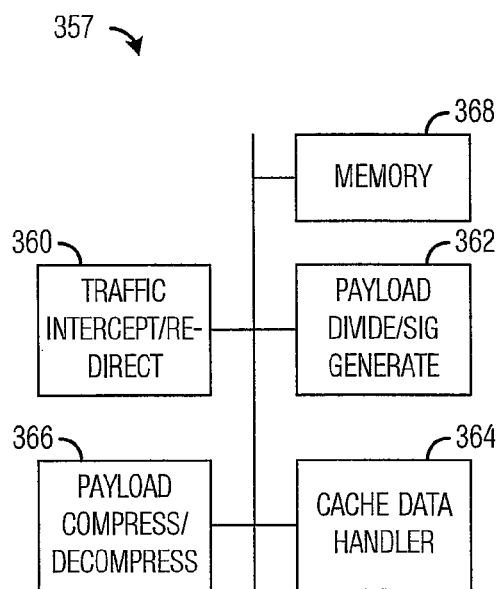 357
368
MEMORY
360
TRAFFIC
INTERCEPT/RE-
DIRECT
362
PAYLOAD
DIVIDE/SIG
GENERATE
366
PAYLOAD
COMPRESS/
DECOMPRESS
364
CACHE DATA
HANDLER